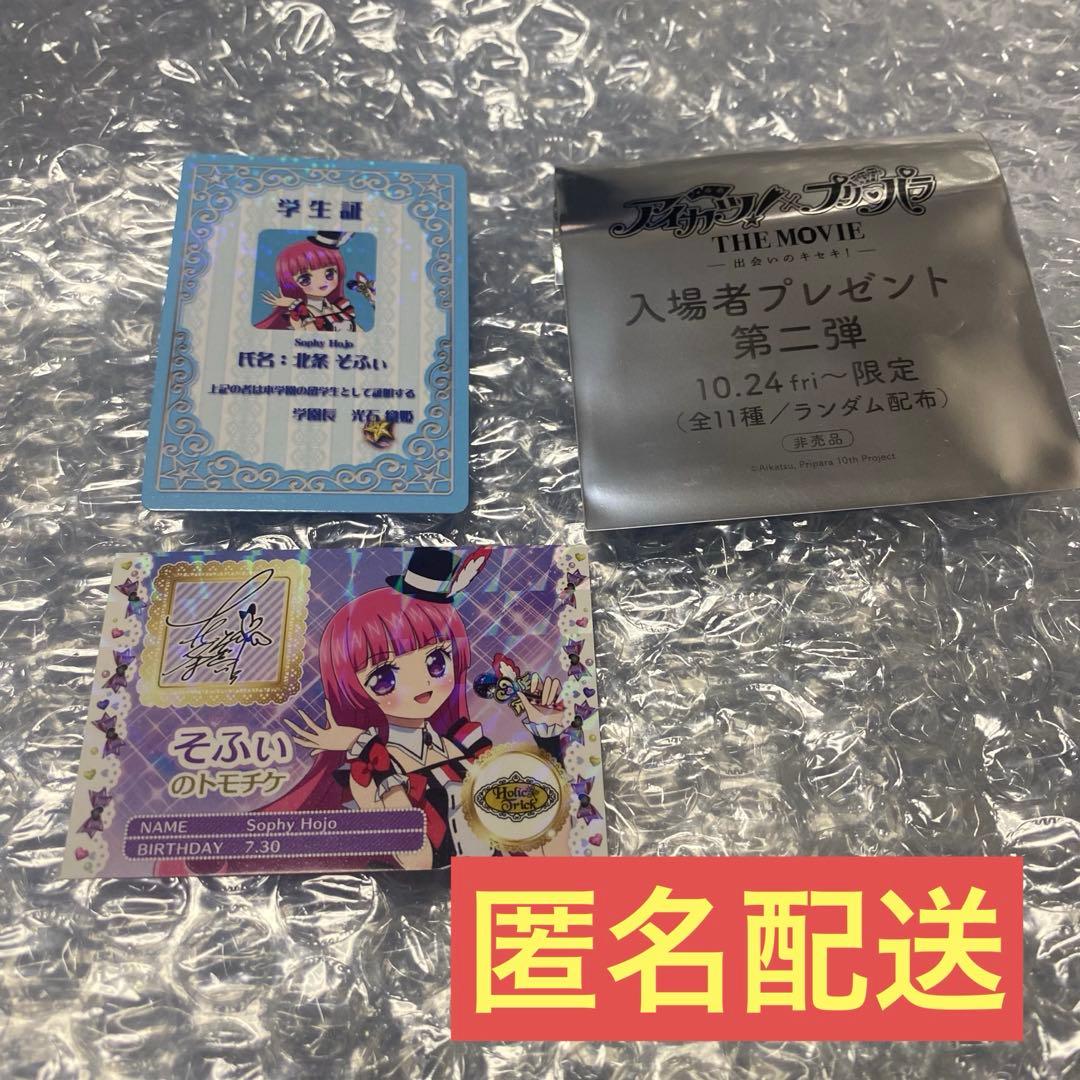 学生証
Sophy Hojo
氏名：北条 そふぃ
上記の者は本学園の留学生として証明する
学園長 光石 織姫
アイカツ！×プリパラ
THE MOVIE
—出会いのキセキ！—
入場者プレゼント
第二弾
10.24 fri～限定
（全11種／ランダム配布）
非売品
©Aikatsu, Pripara 10th Project
そふぃ
のトモチケ
Holic
Trick
NAME Sophy Hojo
BIRTHDAY 7.30
匿名配送